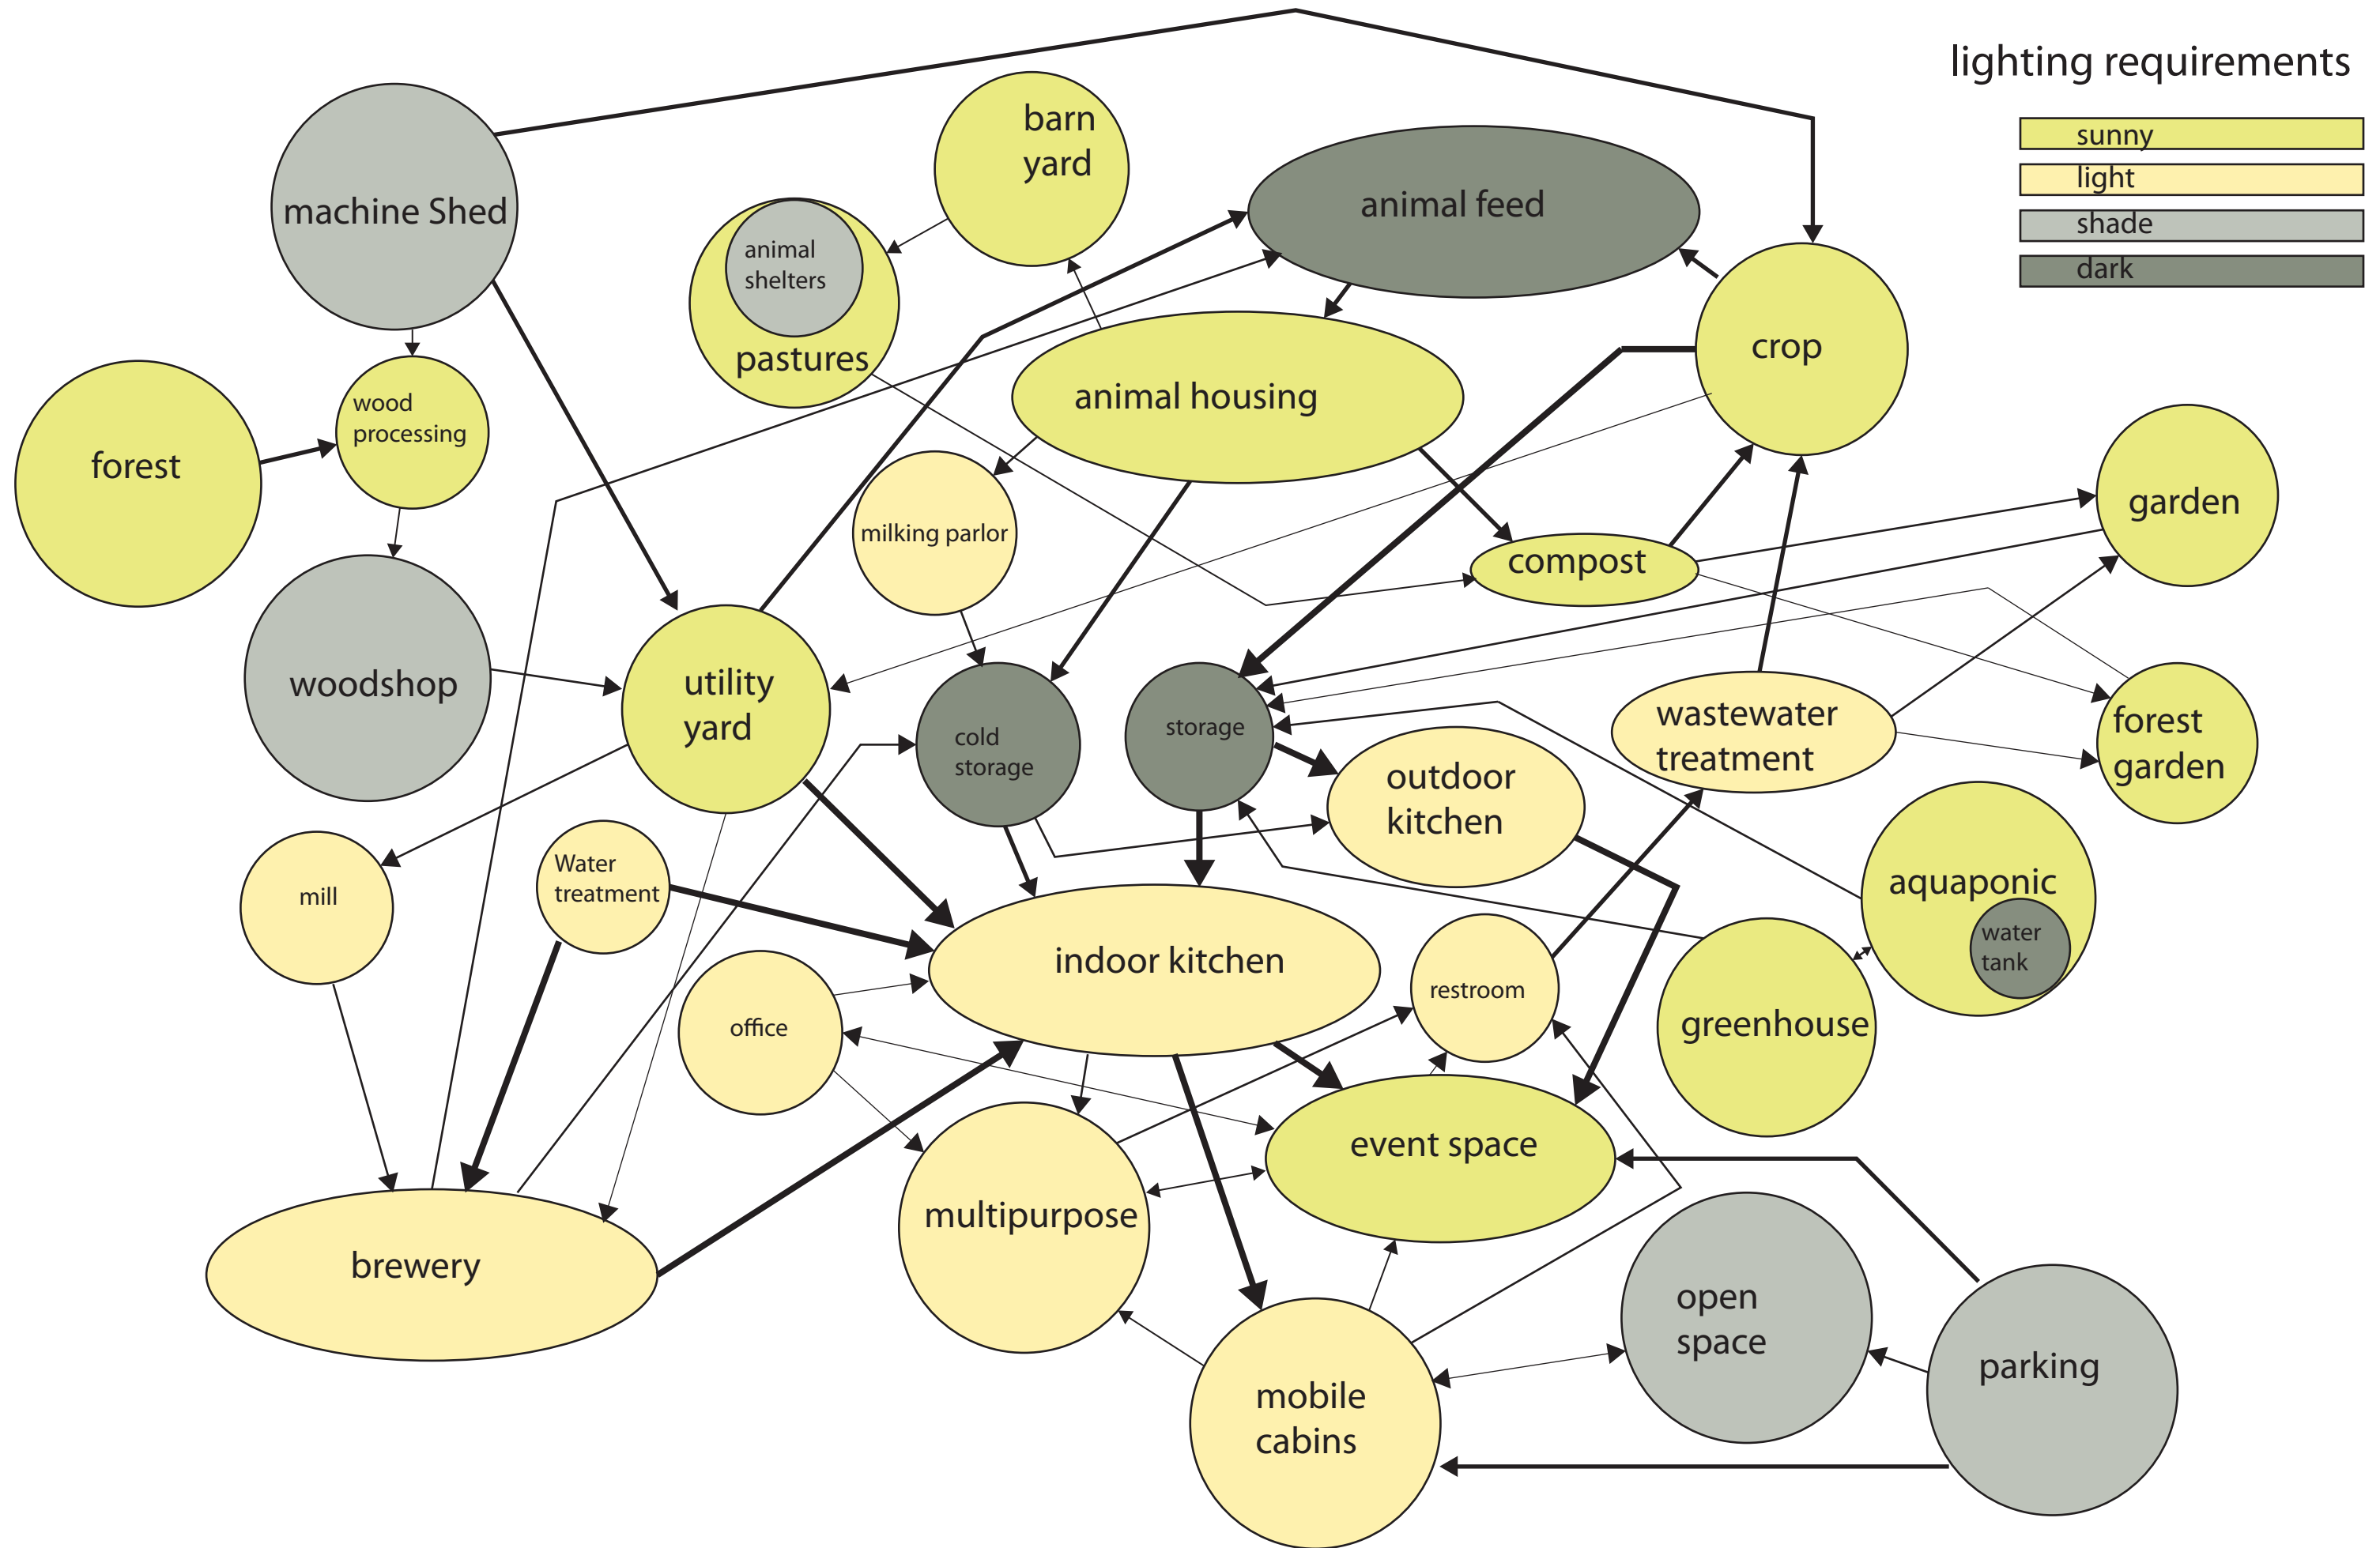 lighting requirements
sunny
light
shade
dark
barn
yard
machine Shed
animal feed
animal
shelters
pastures
crop
animal housing
wood
processing
forest
garden
milking parlor
compost
woodshop
utility
yard
cold
storage
storage
wastewater
treatment
forest
garden
outdoor
kitchen
mill
Water
treatment
aquaponic
water
tank
indoor kitchen
restroom
office
greenhouse
event space
multipurpose
brewery
open
space
parking
mobile
cabins